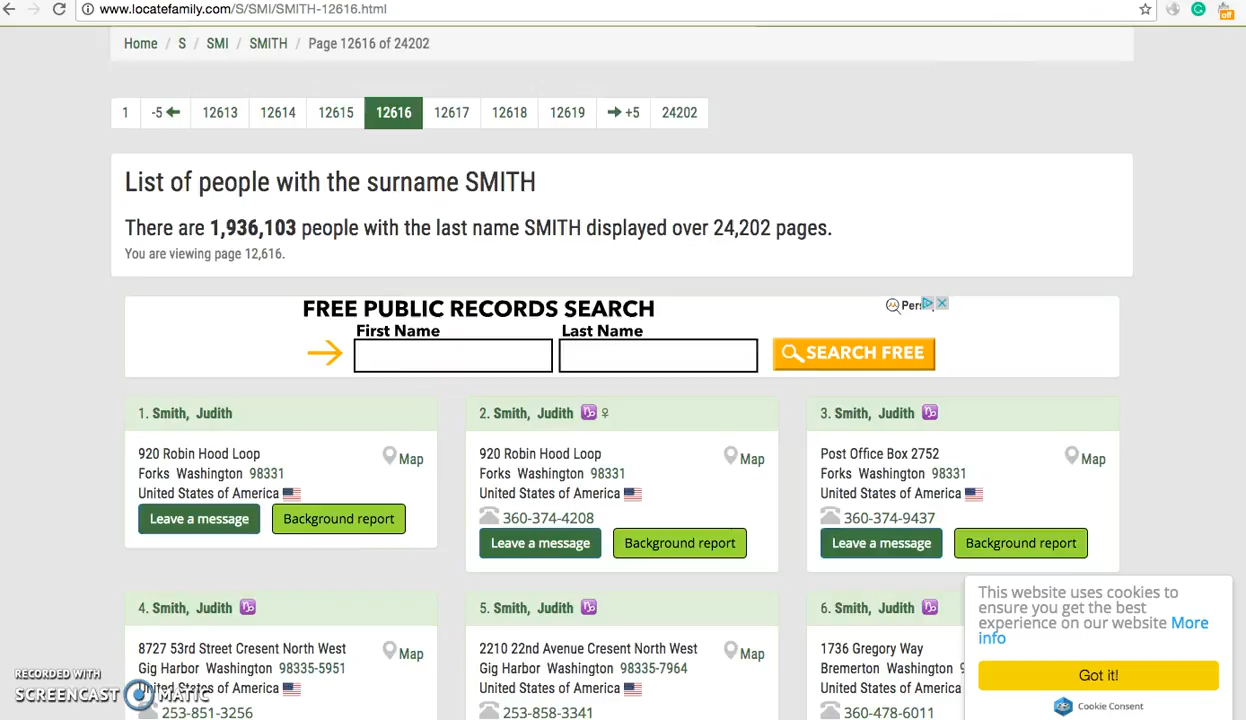 www.locatefamily.com/S/SMI/SMITH-12616.html
off
Home / S / SMI / SMITH / Page 12616 of 24202
1 -5 12613 12614 12615 12616 12617 12618 12619 +5 24202
List of people with the surname SMITH
There are 1,936,103 people with the last name SMITH displayed over 24,202 pages.
You are viewing page 12,616.
FREE PUBLIC RECORDS SEARCH
First Name Last Name
SEARCH FREE
1. Smith, Judith
920 Robin Hood Loop
Map
Forks Washington 98331
United States of America
Leave a message Background report
2. Smith, Judith ♑ ♀
920 Robin Hood Loop
Map
Forks Washington 98331
United States of America
360-374-4208
Leave a message Background report
3. Smith, Judith ♑
Post Office Box 2752
Map
Forks Washington 98331
United States of America
360-374-9437
Leave a message Background report
4. Smith, Judith ♑
8727 53rd Street Cresent North West
Map
Gig Harbor Washington 98335-5951
United States of America
253-851-3256
5. Smith, Judith ♑
2210 22nd Avenue Cresent North West
Map
Gig Harbor Washington 98335-7964
United States of America
253-858-3341
6. Smith, Judith ♑
1736 Gregory Way
Bremerton Washington
United States of America
360-478-6011
This website uses cookies to
ensure you get the best
experience on our website More
info
Got it!
Cookie Consent
RECORDED WITH
SCREENCAST MATIC